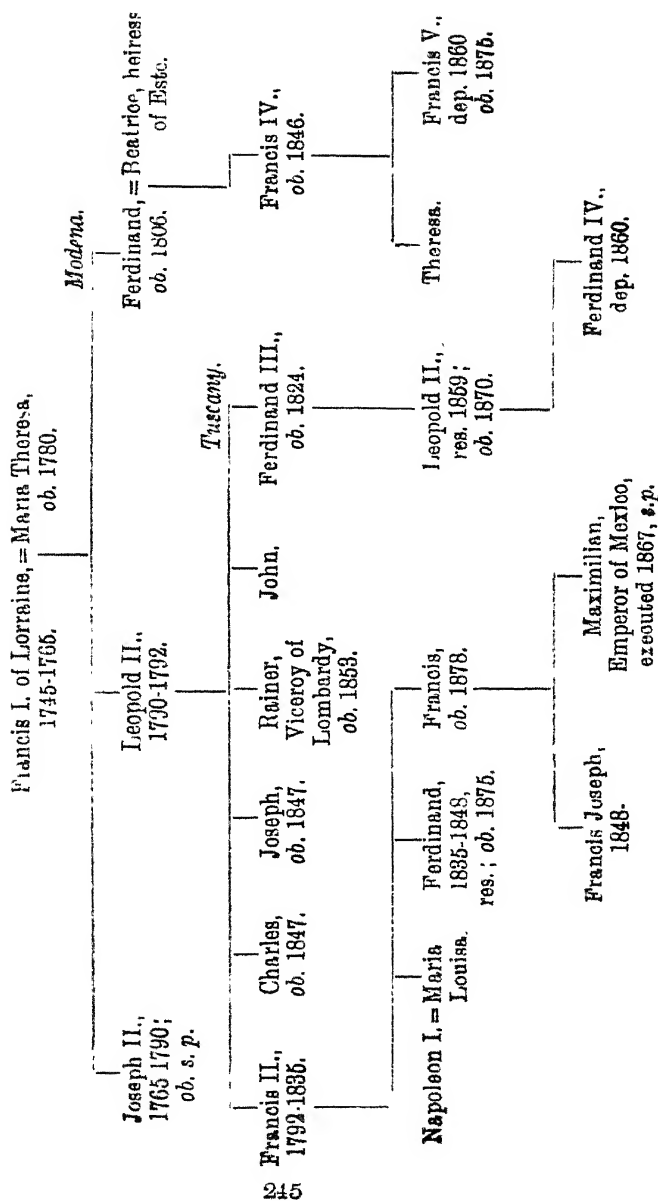 Francis I. of Lorraine, = Maria Theresa,
1745-1765. ob. 1780.
Modena.
Joseph II.,
1765 1790;
ob. s. p.
Leopold II.,
1790-1792.
Ferdinand, = Beatrice, heiress
ob. 1806. of Este.
Tuscany.
Francis II.,
1792-1835.
Charles,
ob. 1847.
Joseph,
ob. 1847.
Rainer,
Viceroy of
Lombardy,
ob. 1853.
John.
Ferdinand III.,
ob. 1824.
Francis IV.,
ob. 1846.
Napoleon I. = Maria
Louisa.
Ferdinand,
1835-1848,
res.; ob. 1875.
Francis,
ob. 1878.
Leopold II.,
res. 1859;
ob. 1870.
Theresa.
Francis V.,
dep. 1860
ob. 1875.
Francis Joseph,
1848-
Maximilian,
Emperor of Mexico,
executed 1867, s.p.
Ferdinand IV.,
dep. 1860.
245